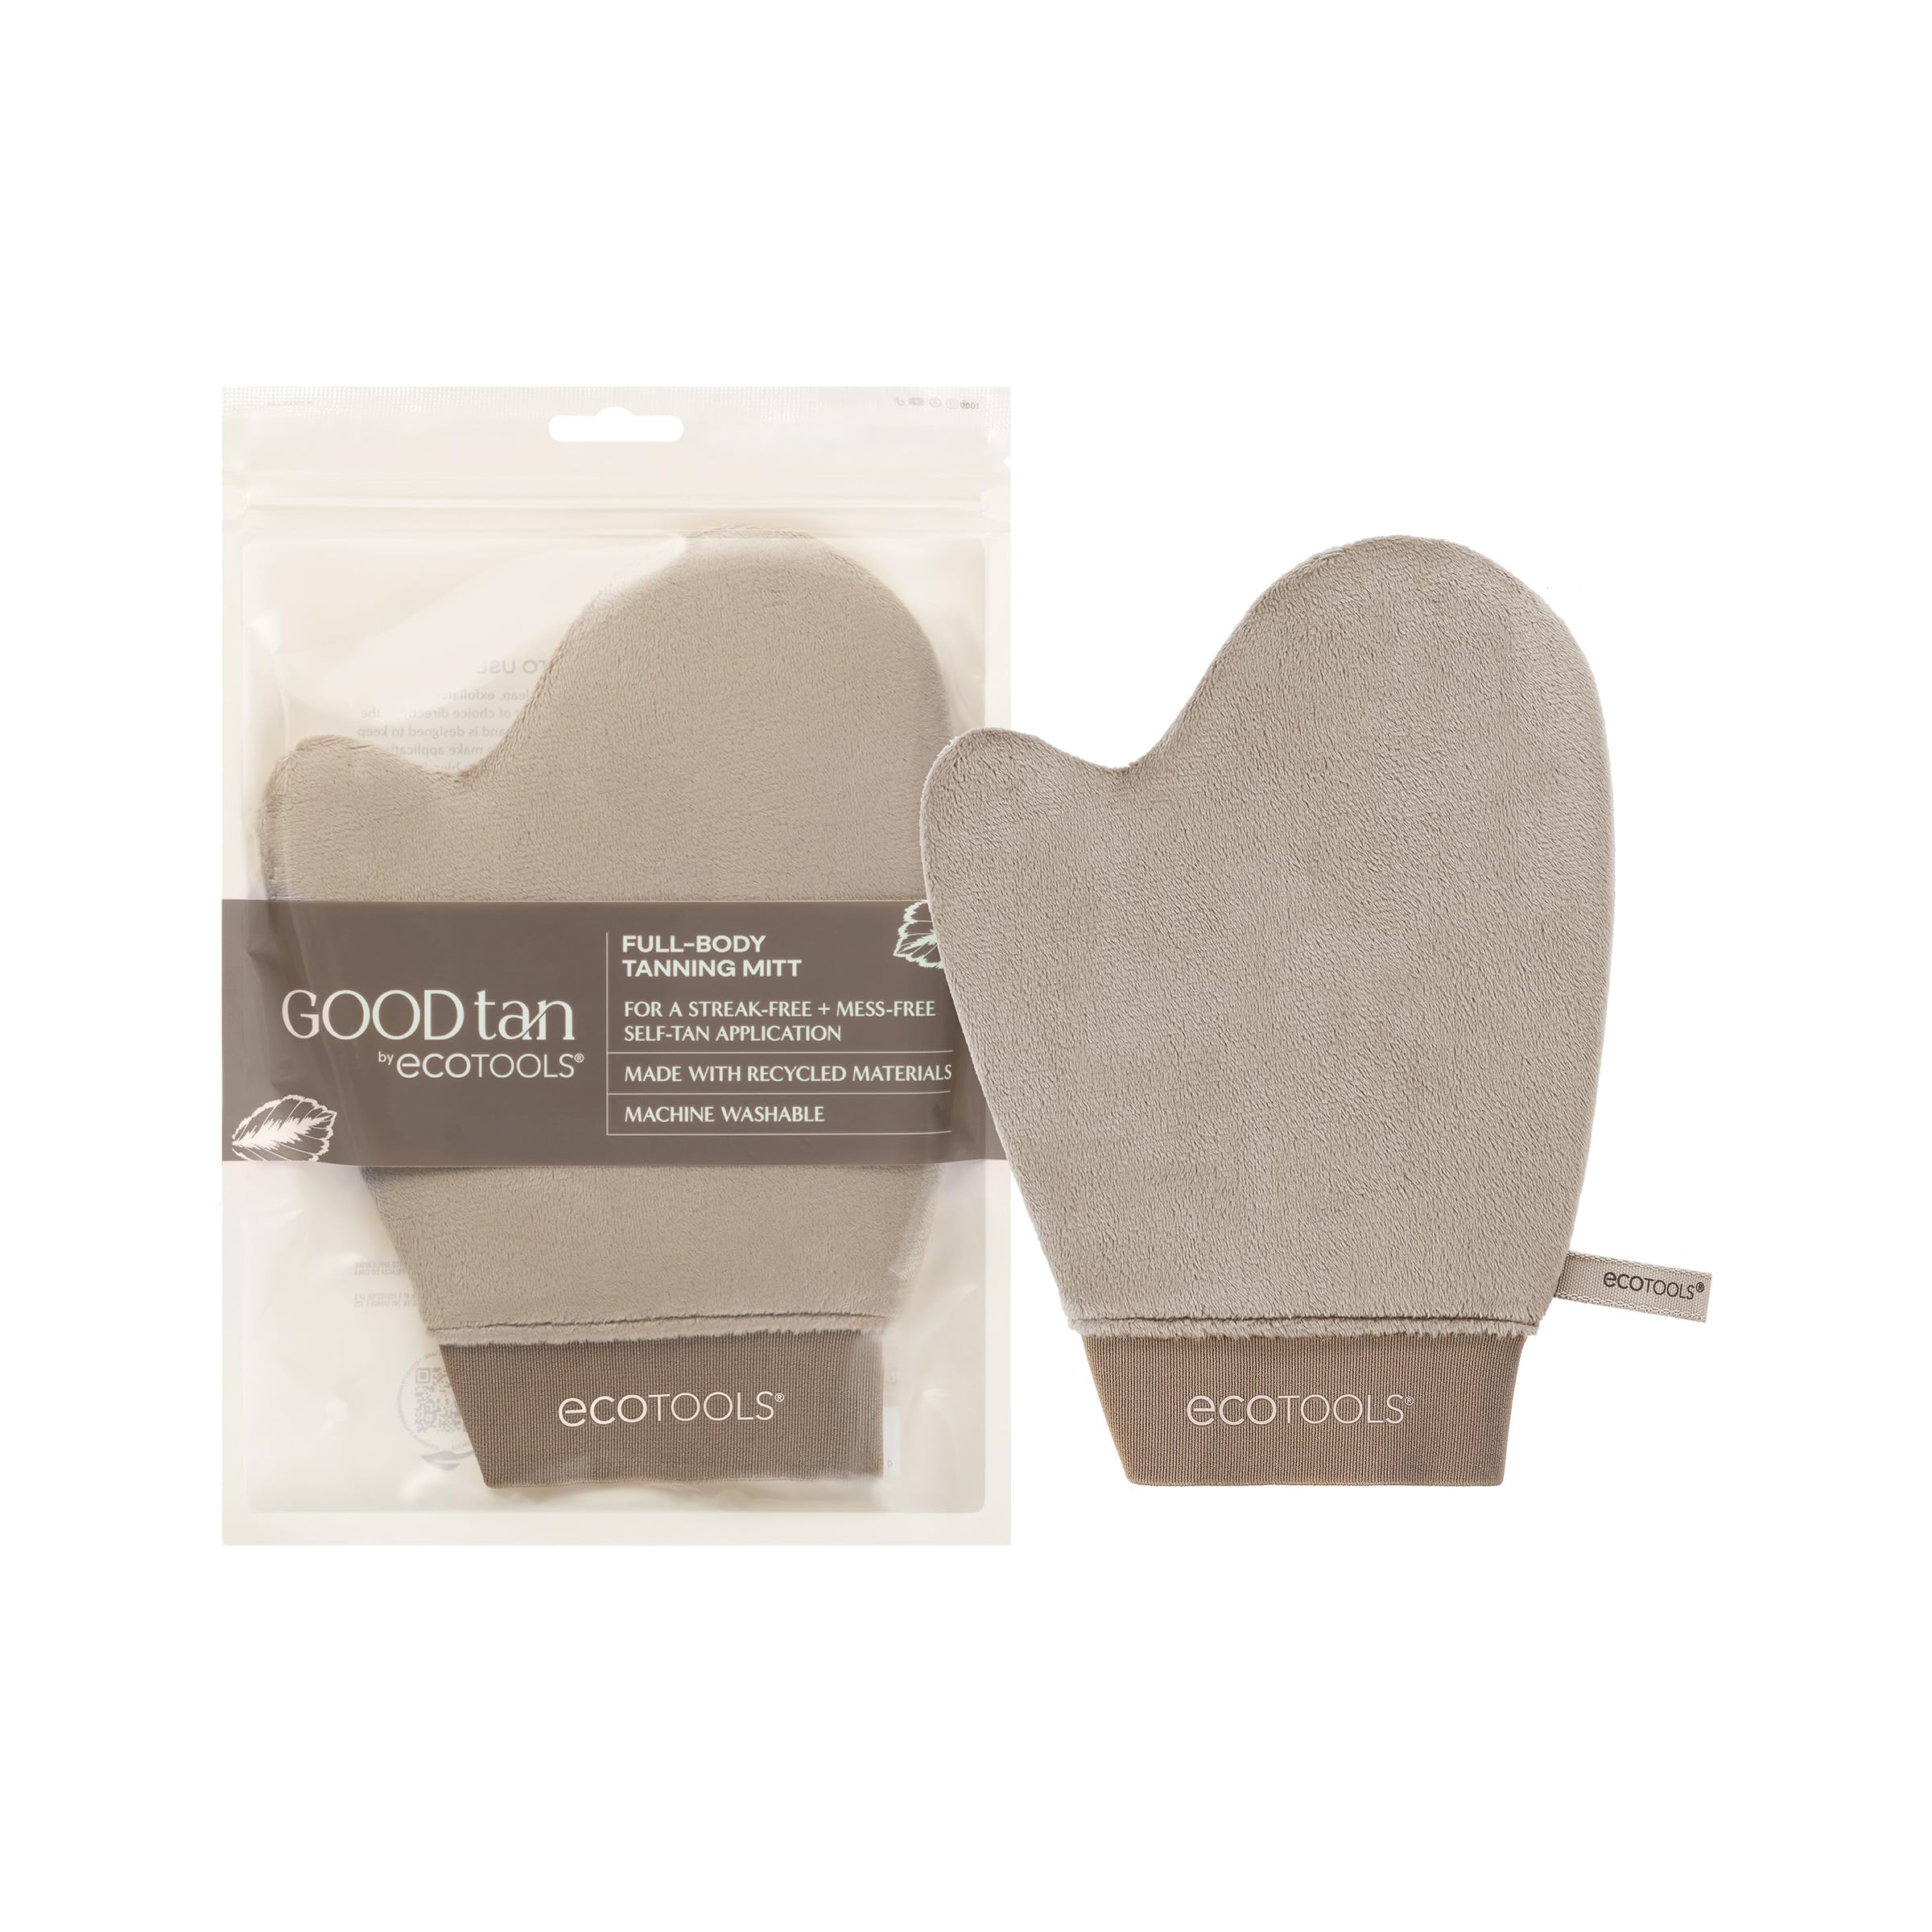 GOOD tan
by ecoTOOLS®
FULL-BODY
TANNING MITT
FOR A STREAK-FREE + MESS-FREE
SELF-TAN APPLICATION
MADE WITH RECYCLED MATERIALS
MACHINE WASHABLE
ecoTOOLS®
ecoTOOLS®
ecoTOOLS®